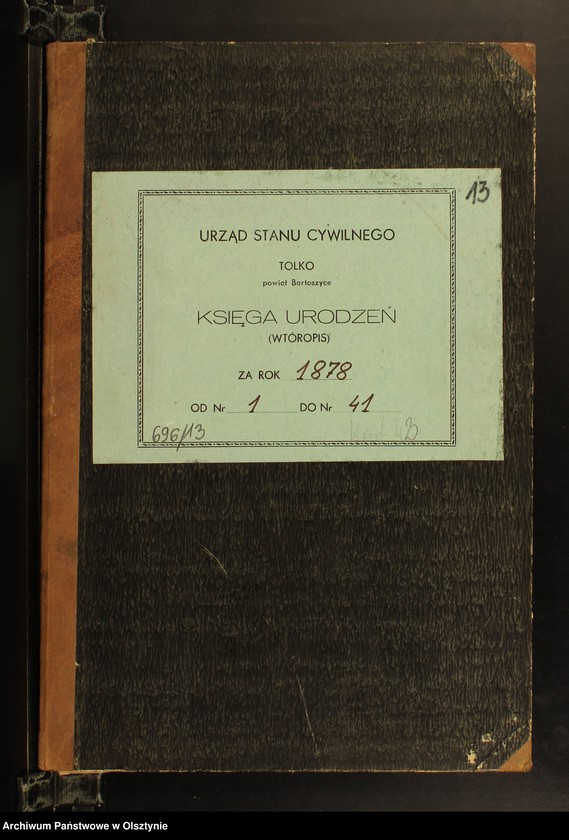 13
URZĄD STANU CYWILNEGO
TOLKO
powiat Bartoszyce
KSIĘGA URODZEŃ
(WTÓROPIS)
ZA ROK 1878
OD Nr 1 DO Nr 41
696/13
Archiwum Państwowe w Olsztynie